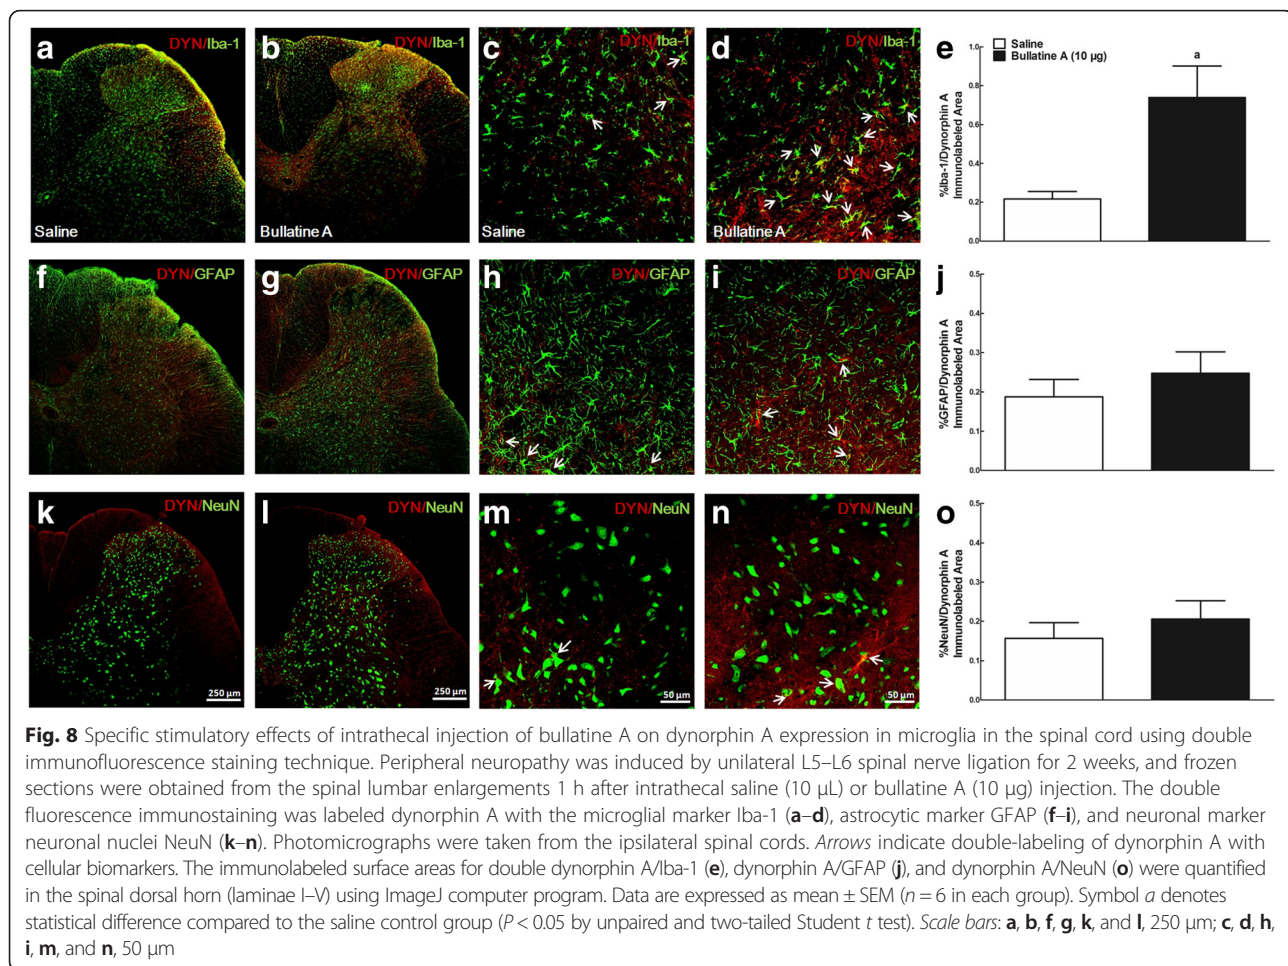 a DYN/Iba-1 Saline
b DYN/Iba-1 Bullatine A
c DYN/Iba-1 Saline
d DYN/Iba-1 Bullatine A
e
Saline
Bullatine A (10 µg)
a
%Iba-1/Dynorphin A
Immunolabeled Area
1.0
0.8
0.6
0.4
0.2
0.0
f DYN/GFAP
g DYN/GFAP
h DYN/GFAP
i DYN/GFAP
j
%GFAP/Dynorphin A
Immunolabeled Area
0.5
0.4
0.3
0.2
0.1
0.0
k DYN/NeuN 250 µm
l DYN/NeuN 250 µm
m DYN/NeuN 50 µm
n DYN/NeuN 50 µm
o
%NeuN/Dynorphin A
Immunolabeled Area
0.5
0.4
0.3
0.2
0.1
0.0
Fig. 8 Specific stimulatory effects of intrathecal injection of bullatine A on dynorphin A expression in microglia in the spinal cord using double
immunofluorescence staining technique. Peripheral neuropathy was induced by unilateral L5–L6 spinal nerve ligation for 2 weeks, and frozen
sections were obtained from the spinal lumbar enlargements 1 h after intrathecal saline (10 μL) or bullatine A (10 μg) injection. The double
fluorescence immunostaining was labeled dynorphin A with the microglial marker Iba-1 (a–d), astrocytic marker GFAP (f–i), and neuronal marker
neuronal nuclei NeuN (k–n). Photomicrographs were taken from the ipsilateral spinal cords. Arrows indicate double-labeling of dynorphin A with
cellular biomarkers. The immunolabeled surface areas for double dynorphin A/Iba-1 (e), dynorphin A/GFAP (j), and dynorphin A/NeuN (o) were quantified
in the spinal dorsal horn (laminae I–V) using ImageJ computer program. Data are expressed as mean ± SEM (n = 6 in each group). Symbol a denotes
statistical difference compared to the saline control group (P < 0.05 by unpaired and two-tailed Student t test). Scale bars: a, b, f, g, k, and l, 250 μm; c, d, h,
i, m, and n, 50 μm